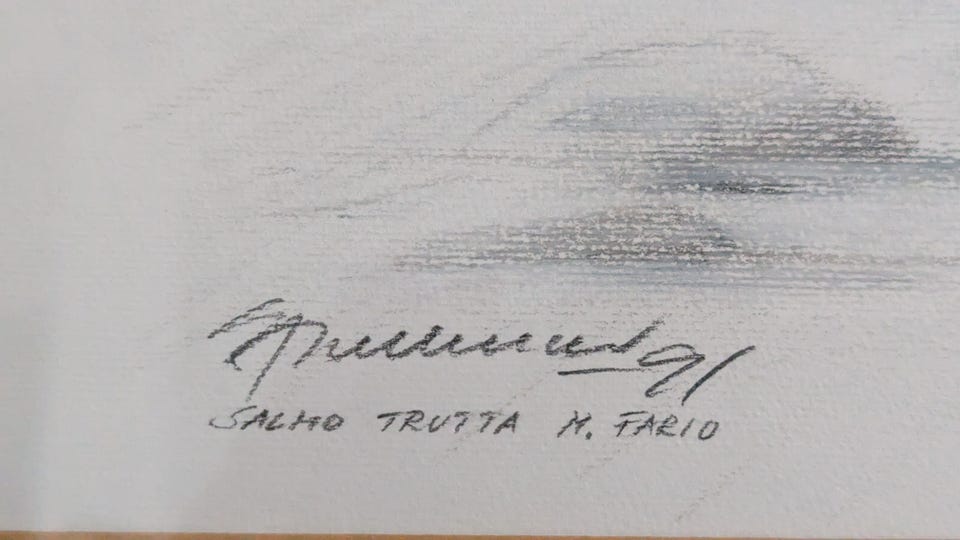 91
SALMO TRUTTA M. FARIO